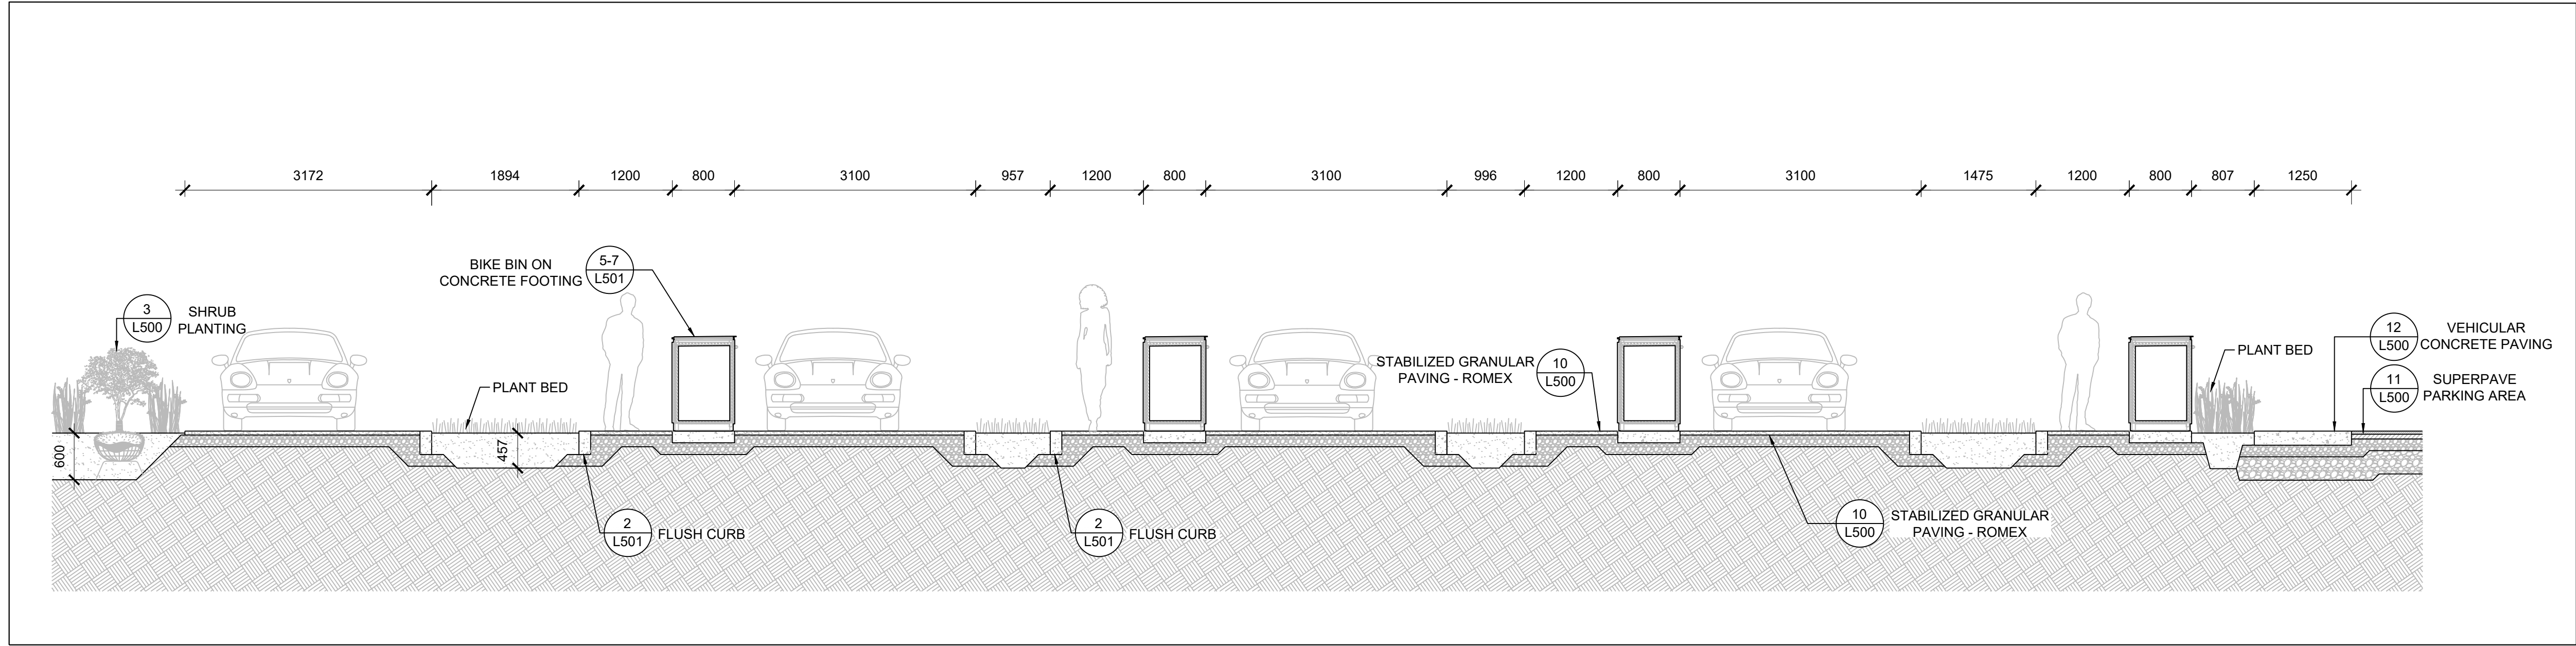 3172
1894
1200
800
3100
957
1200
800
3100
996
1200
800
3100
1475
1200
800
807
1250
BIKE BIN ON
CONCRETE FOOTING
5-7
L501
3
L500
SHRUB
PLANTING
PLANT BED
STABILIZED GRANULAR
PAVING - ROMEX
10
L500
PLANT BED
12
L500
VEHICULAR
CONCRETE PAVING
11
L500
SUPERPAVE
PARKING AREA
600
457
2
L501
FLUSH CURB
2
L501
FLUSH CURB
10
L500
STABILIZED GRANULAR
PAVING - ROMEX